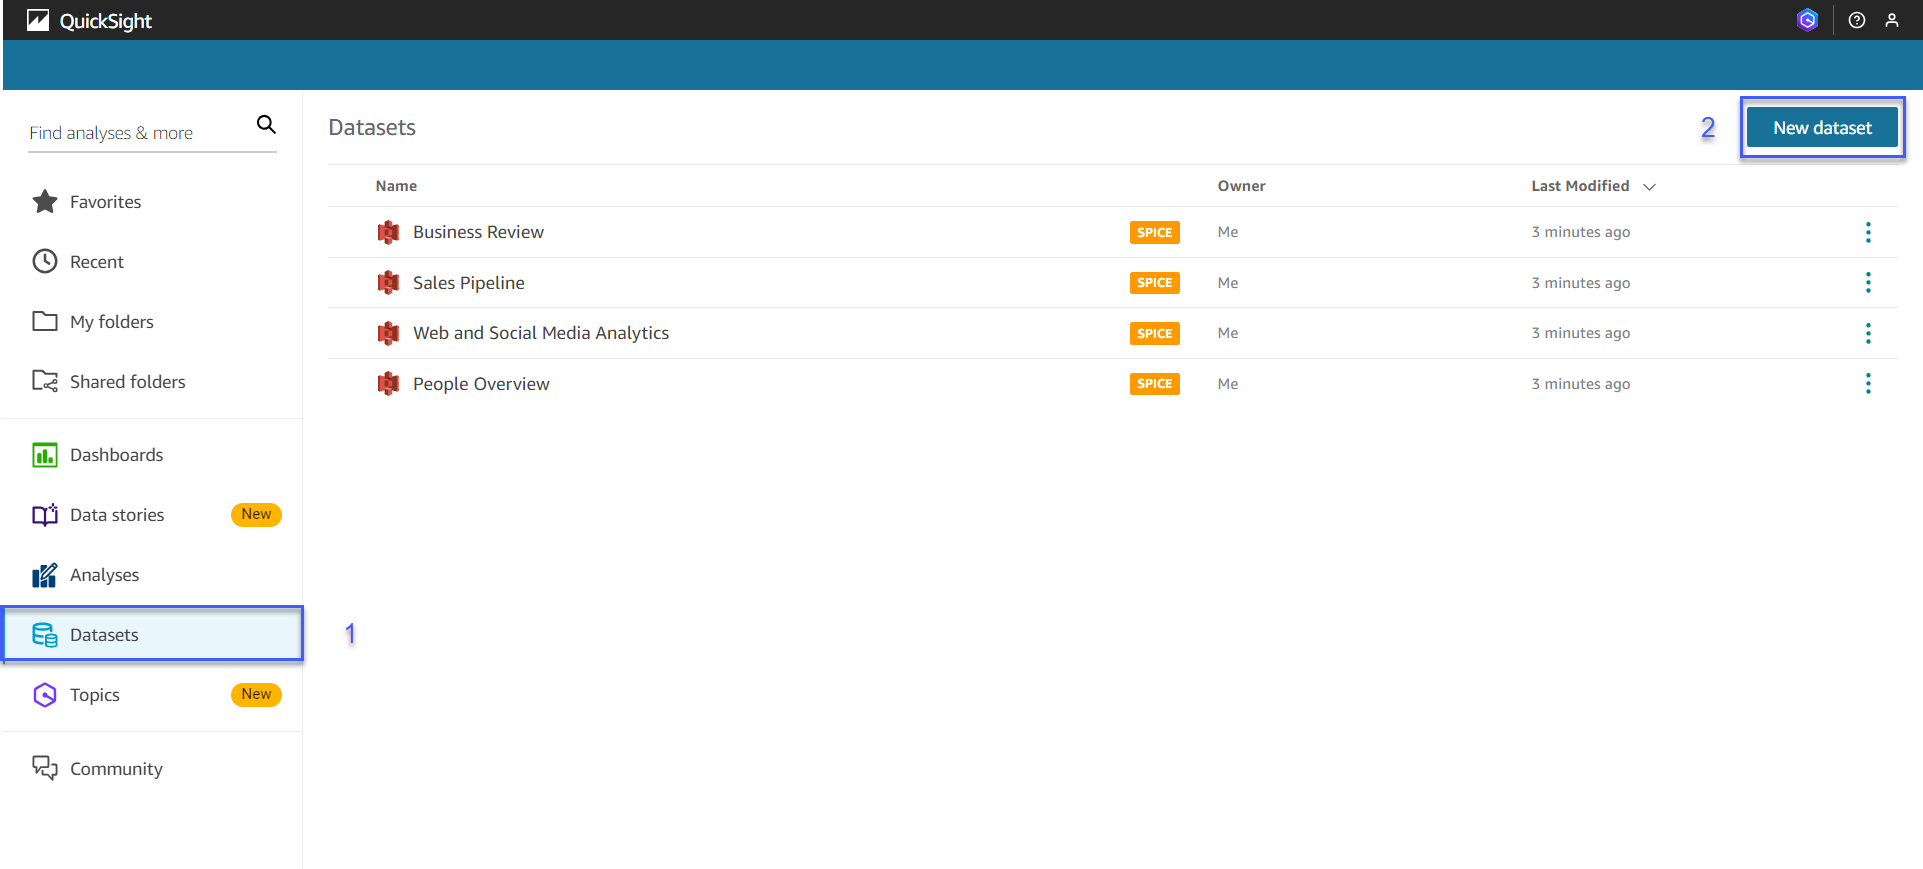 QuickSight
Find analyses & more
Favorites
Recent
My folders
Shared folders
Dashboards
Data stories New
Analyses
Datasets 1
Topics New
Community
Datasets 2 New dataset
Name Owner Last Modified
Business Review SPICE Me 3 minutes ago
Sales Pipeline SPICE Me 3 minutes ago
Web and Social Media Analytics SPICE Me 3 minutes ago
People Overview SPICE Me 3 minutes ago